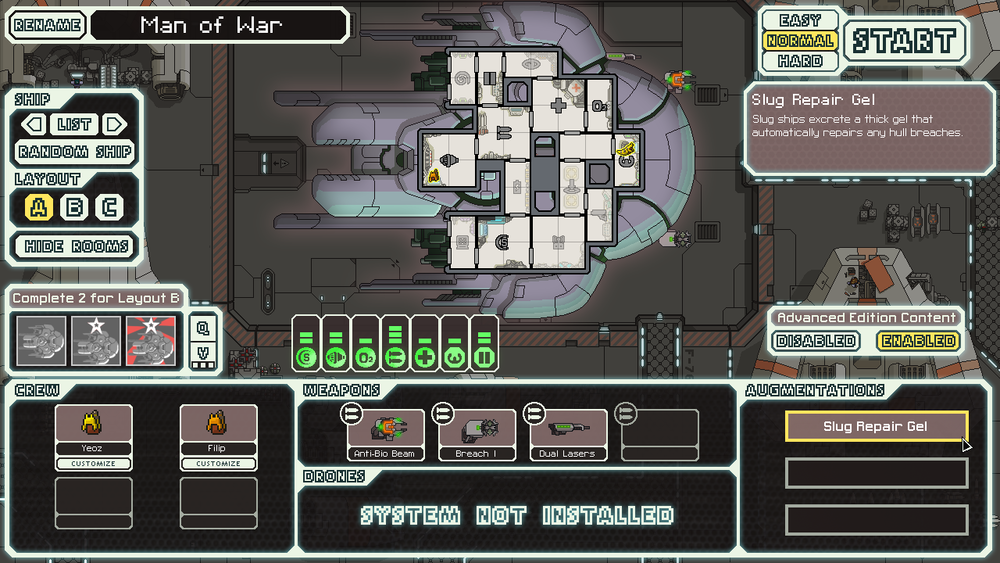 RENAME
Man of War
EASY
NORMAL
HARD
START
SHIP
LIST
RANDOM SHIP
LAYOUT
A B C
HIDE ROOMS
Slug Repair Gel
Slug ships excrete a thick gel that
automatically repairs any hull breaches.
Complete 2 for Layout B
Advanced Edition Content
DISABLED
ENABLED
S
O2
CREW
Yeoz
CUSTOMIZE
Filip
CUSTOMIZE
WEAPONS
Anti-Bio Beam
Breach I
Dual Lasers
DRONES
SYSTEM NOT INSTALLED
AUGMENTATIONS
Slug Repair Gel